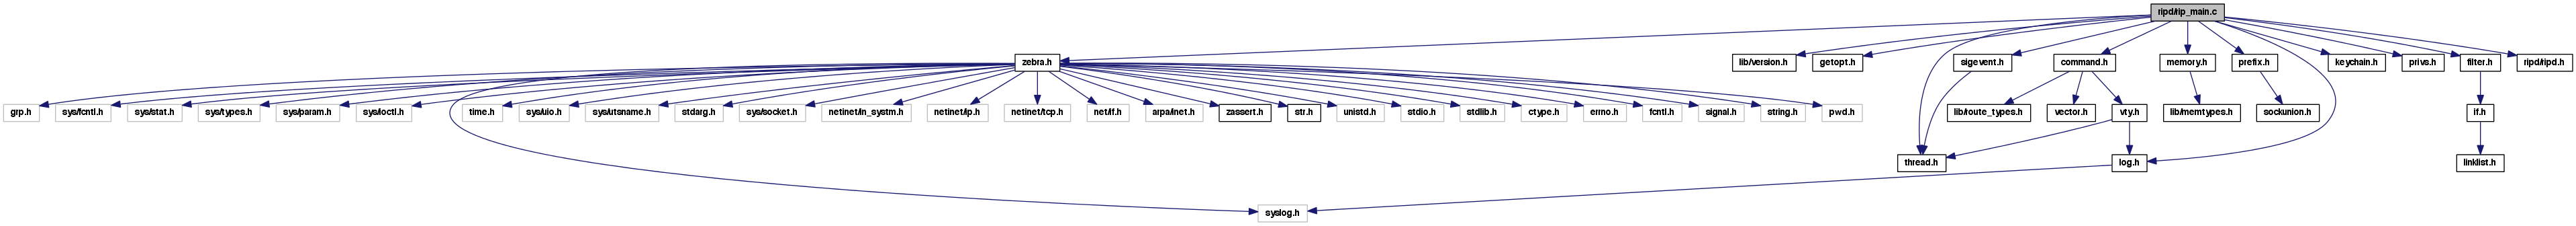 ripd/rip_main.c
zebra.h
lib/version.h
getopt.h
sigevent.h
command.h
memory.h
prefix.h
keychain.h
privs.h
filter.h
ripd/ripd.h
grp.h
sys/fcntl.h
sys/stat.h
sys/types.h
sys/param.h
sys/ioctl.h
time.h
sys/uio.h
sys/utsname.h
stdarg.h
sys/socket.h
netinet/in_systm.h
netinet/ip.h
netinet/tcp.h
net/if.h
arpa/inet.h
zassert.h
str.h
unistd.h
stdio.h
stdlib.h
ctype.h
errno.h
fcntl.h
signal.h
string.h
pwd.h
lib/route_types.h
vector.h
vty.h
lib/memtypes.h
sockunion.h
if.h
thread.h
log.h
linklist.h
syslog.h